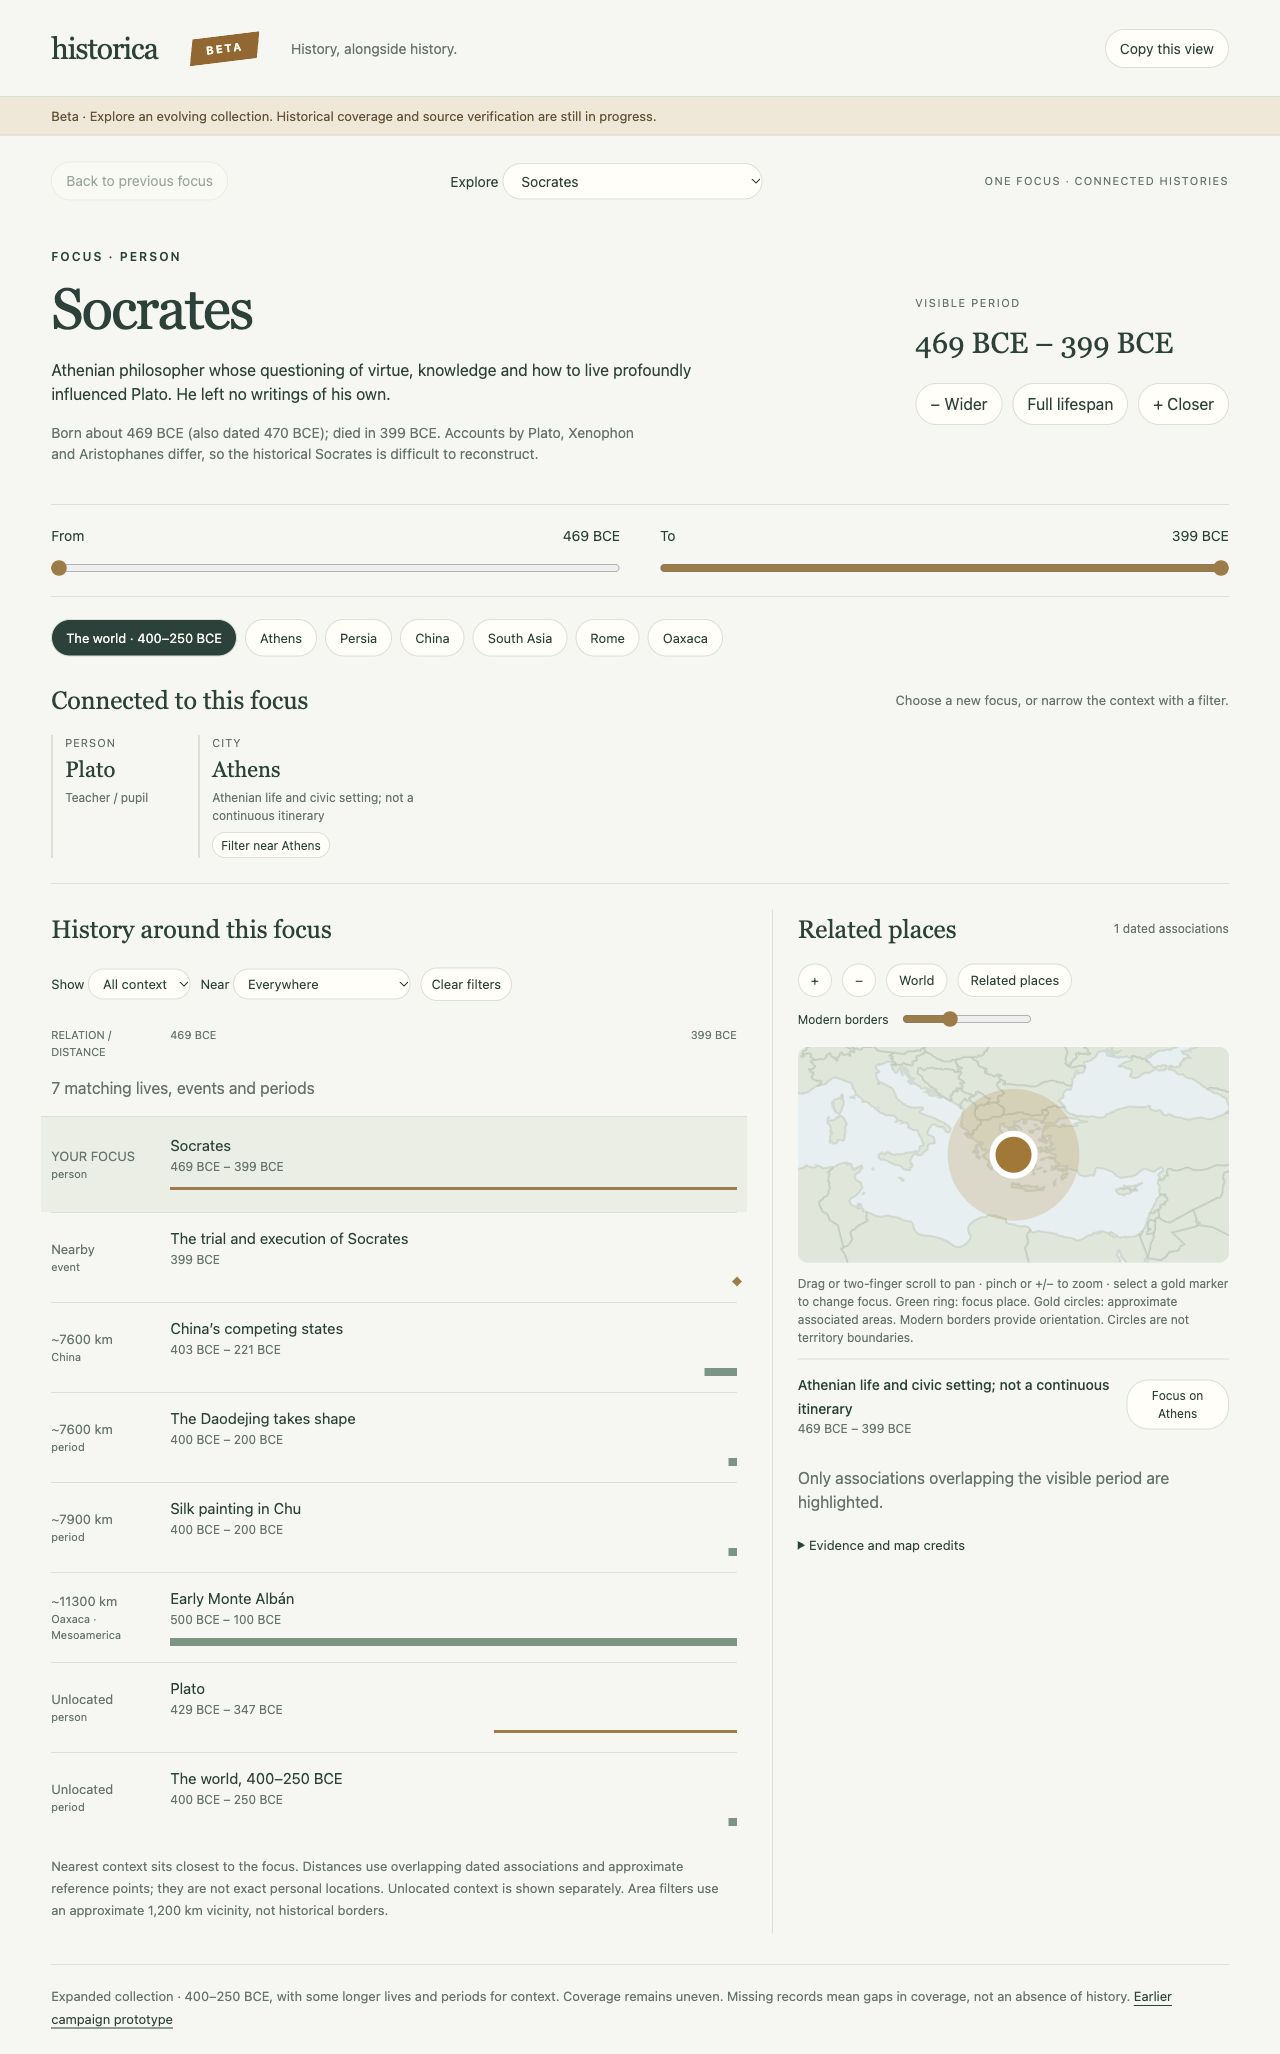 historica
BETA
History, alongside history.
Copy this view
Beta · Explore an evolving collection. Historical coverage and source verification are still in progress.
Back to previous focus
Explore
Socrates
ONE FOCUS · CONNECTED HISTORIES
FOCUS · PERSON
Socrates
Athenian philosopher whose questioning of virtue, knowledge and how to live profoundly
influenced Plato. He left no writings of his own.
Born about 469 BCE (also dated 470 BCE); died in 399 BCE. Accounts by Plato, Xenophon
and Aristophanes differ, so the historical Socrates is difficult to reconstruct.
VISIBLE PERIOD
469 BCE – 399 BCE
– Wider
Full lifespan
+ Closer
From
469 BCE
To
399 BCE
The world · 400–250 BCE
Athens
Persia
China
South Asia
Rome
Oaxaca
Connected to this focus
Choose a new focus, or narrow the context with a filter.
PERSON
Plato
Teacher / pupil
CITY
Athens
Athenian life and civic setting; not a
continuous itinerary
Filter near Athens
History around this focus
Show
All context
Near
Everywhere
Clear filters
RELATION /
DISTANCE
469 BCE
399 BCE
7 matching lives, events and periods
YOUR FOCUS
person
Socrates
469 BCE – 399 BCE
Nearby
event
The trial and execution of Socrates
399 BCE
~7600 km
China
China's competing states
403 BCE – 221 BCE
~7600 km
period
The Daodejing takes shape
400 BCE – 200 BCE
~7900 km
period
Silk painting in Chu
400 BCE – 200 BCE
~11300 km
Oaxaca ·
Mesoamerica
Early Monte Albán
500 BCE – 100 BCE
Unlocated
person
Plato
429 BCE – 347 BCE
Unlocated
period
The world, 400–250 BCE
400 BCE – 250 BCE
Nearest context sits closest to the focus. Distances use overlapping dated associations and approximate
reference points; they are not exact personal locations. Unlocated context is shown separately. Area filters use
an approximate 1,200 km vicinity, not historical borders.
Related places
1 dated associations
+
–
World
Related places
Modern borders
Drag or two-finger scroll to pan · pinch or +/– to zoom · select a gold marker
to change focus. Green ring: focus place. Gold circles: approximate
associated areas. Modern borders provide orientation. Circles are not
territory boundaries.
Athenian life and civic setting; not a continuous
itinerary
469 BCE – 399 BCE
Focus on
Athens
Only associations overlapping the visible period are
highlighted.
Evidence and map credits
Expanded collection · 400–250 BCE, with some longer lives and periods for context. Coverage remains uneven. Missing records mean gaps in coverage, not an absence of history. Earlier
campaign prototype